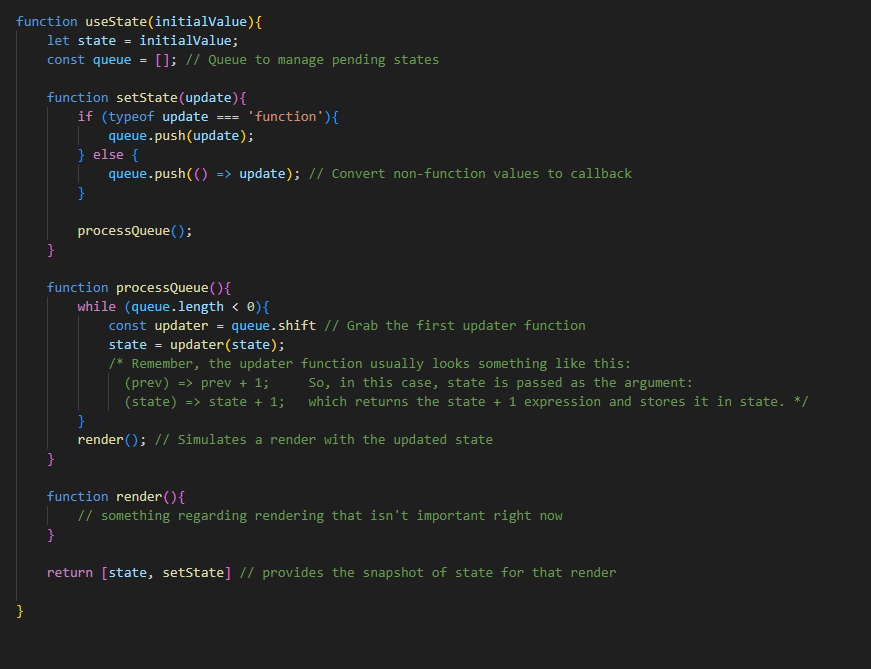 function useState(initialValue){
    let state = initialValue;
    const queue = []; // Queue to manage pending states

    function setState(update){
        if (typeof update === 'function'){
            queue.push(update);
        } else {
            queue.push(() => update); // Convert non-function values to callback
        }

        processQueue();
    }

    function processQueue(){
        while (queue.length < 0){
            const updater = queue.shift // Grab the first updater function
            state = updater(state);
            /* Remember, the updater function usually looks something like this:
              (prev) => prev + 1;     So, in this case, state is passed as the argument:
              (state) => state + 1;   which returns the state + 1 expression and stores it in state. */
        }
        render(); // Simulates a render with the updated state
    }

    function render(){
        // something regarding rendering that isn't important right now
    }

    return [state, setState] // provides the snapshot of state for that render

}